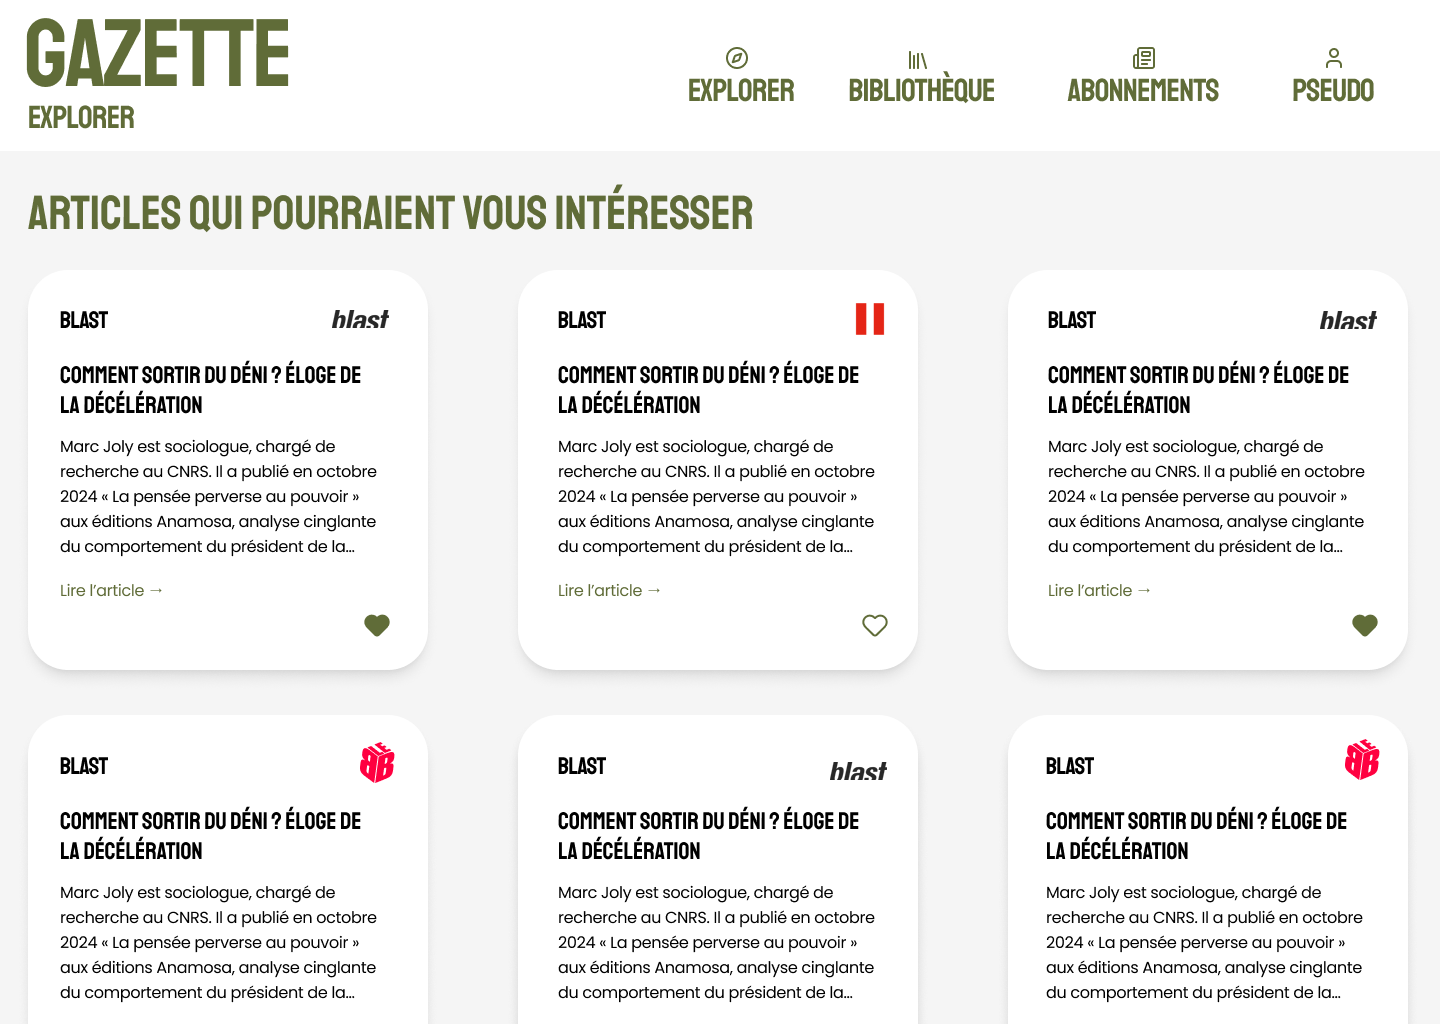 GAZETTE
EXPLORER
EXPLORER
BIBLIOTHÈQUE
ABONNEMENTS
PSEUDO
ARTICLES QUI POURRAIENT VOUS INTÉRESSER
BLAST
blast
COMMENT SORTIR DU DÉNI ? ÉLOGE DE
LA DÉCÉLÉRATION
Marc Joly est sociologue, chargé de
recherche au CNRS. Il a publié en octobre
2024 « La pensée perverse au pouvoir »
aux éditions Anamosa, analyse cinglante
du comportement du président de la...
Lire l’article →
BLAST
COMMENT SORTIR DU DÉNI ? ÉLOGE DE
LA DÉCÉLÉRATION
Marc Joly est sociologue, chargé de
recherche au CNRS. Il a publié en octobre
2024 « La pensée perverse au pouvoir »
aux éditions Anamosa, analyse cinglante
du comportement du président de la...
Lire l’article →
BLAST
blast
COMMENT SORTIR DU DÉNI ? ÉLOGE DE
LA DÉCÉLÉRATION
Marc Joly est sociologue, chargé de
recherche au CNRS. Il a publié en octobre
2024 « La pensée perverse au pouvoir »
aux éditions Anamosa, analyse cinglante
du comportement du président de la...
Lire l’article →
BLAST
COMMENT SORTIR DU DÉNI ? ÉLOGE DE
LA DÉCÉLÉRATION
Marc Joly est sociologue, chargé de
recherche au CNRS. Il a publié en octobre
2024 « La pensée perverse au pouvoir »
aux éditions Anamosa, analyse cinglante
du comportement du président de la...
BLAST
blast
COMMENT SORTIR DU DÉNI ? ÉLOGE DE
LA DÉCÉLÉRATION
Marc Joly est sociologue, chargé de
recherche au CNRS. Il a publié en octobre
2024 « La pensée perverse au pouvoir »
aux éditions Anamosa, analyse cinglante
du comportement du président de la...
BLAST
COMMENT SORTIR DU DÉNI ? ÉLOGE DE
LA DÉCÉLÉRATION
Marc Joly est sociologue, chargé de
recherche au CNRS. Il a publié en octobre
2024 « La pensée perverse au pouvoir »
aux éditions Anamosa, analyse cinglante
du comportement du président de la...